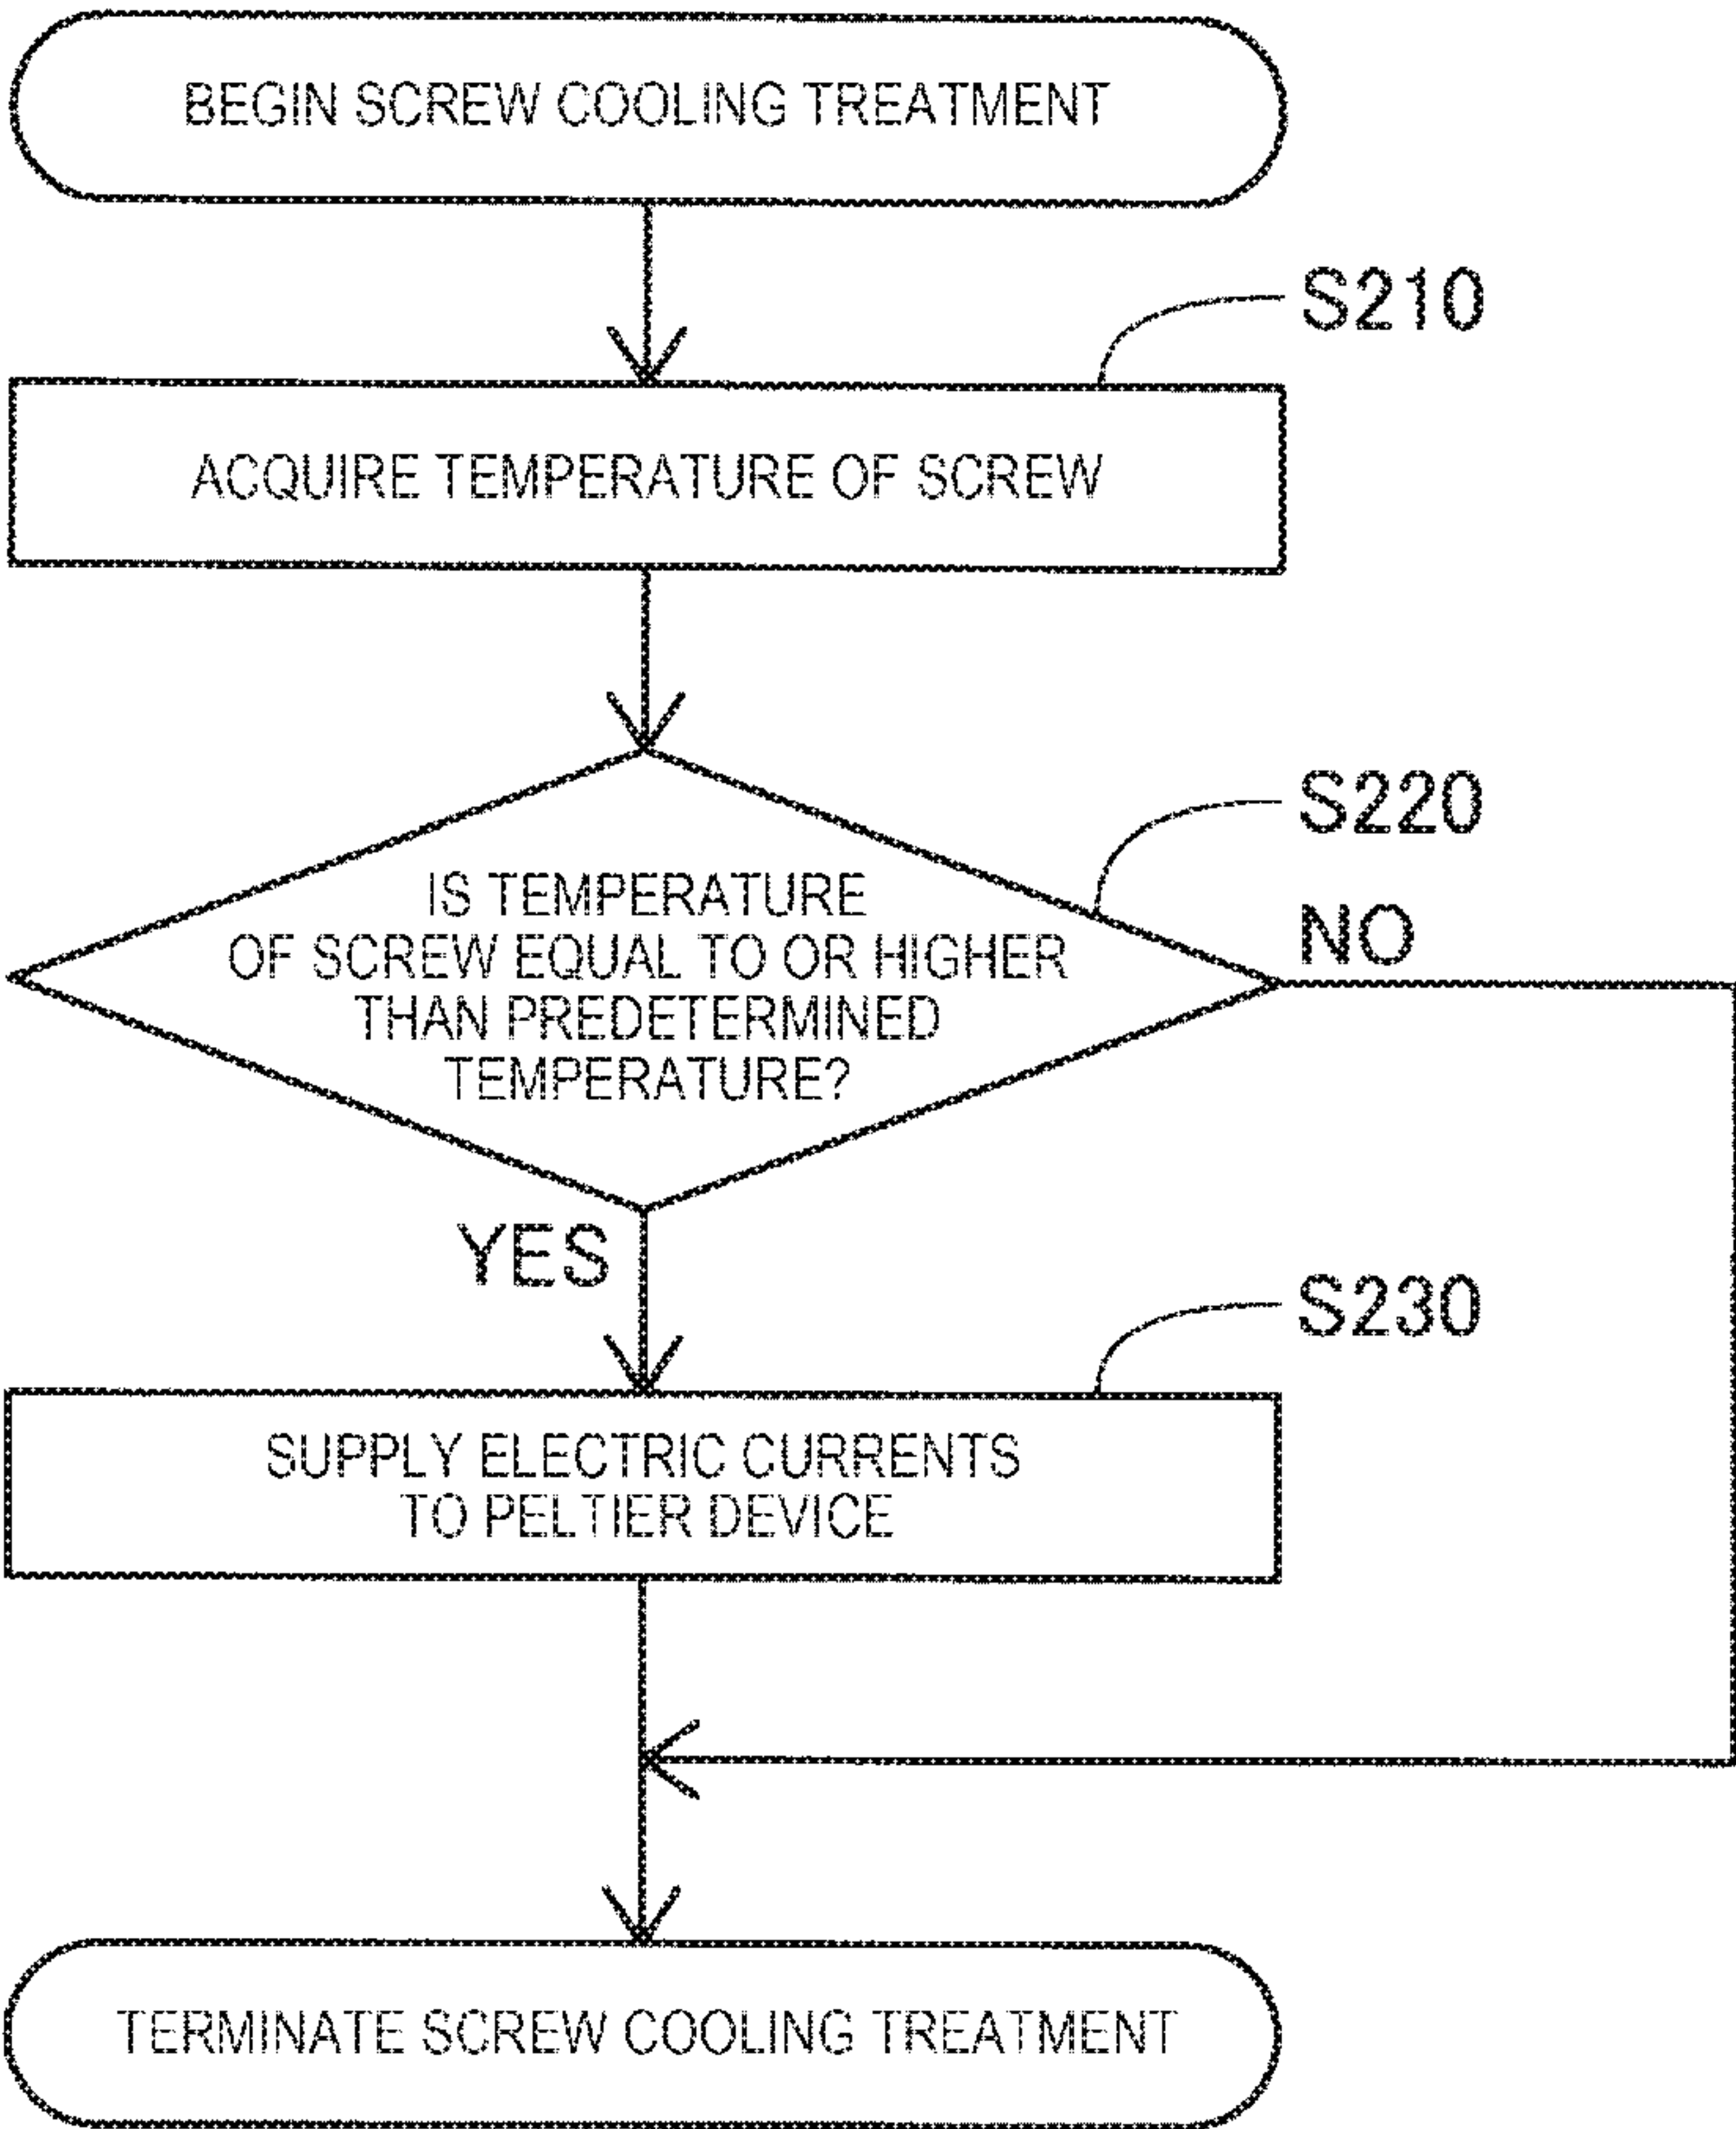 BEGIN SCREW COOLING TREATMENT
S210
ACQUIRE TEMPERATURE OF SCREW
S220
IS TEMPERATURE
OF SCREW EQUAL TO OR HIGHER
THAN PREDETERMINED
TEMPERATURE?
NO
YES
S230
SUPPLY ELECTRIC CURRENTS
TO PELTIER DEVICE
TERMINATE SCREW COOLING TREATMENT